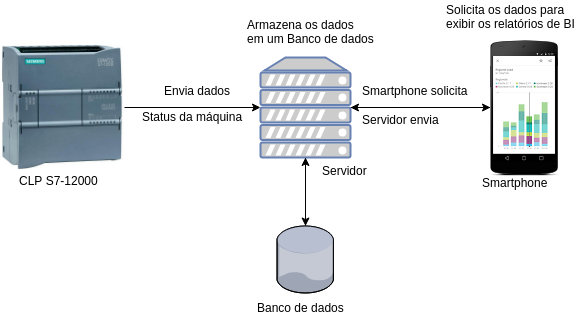 Solicita os dados para
exibir os relatórios de BI
Armazena os dados
em um Banco de dados
SIEMENS
Envia dados
Status da máquina
Smartphone solicita
Servidor envia
CLP S7-12000
Servidor
Smartphone
Banco de dados